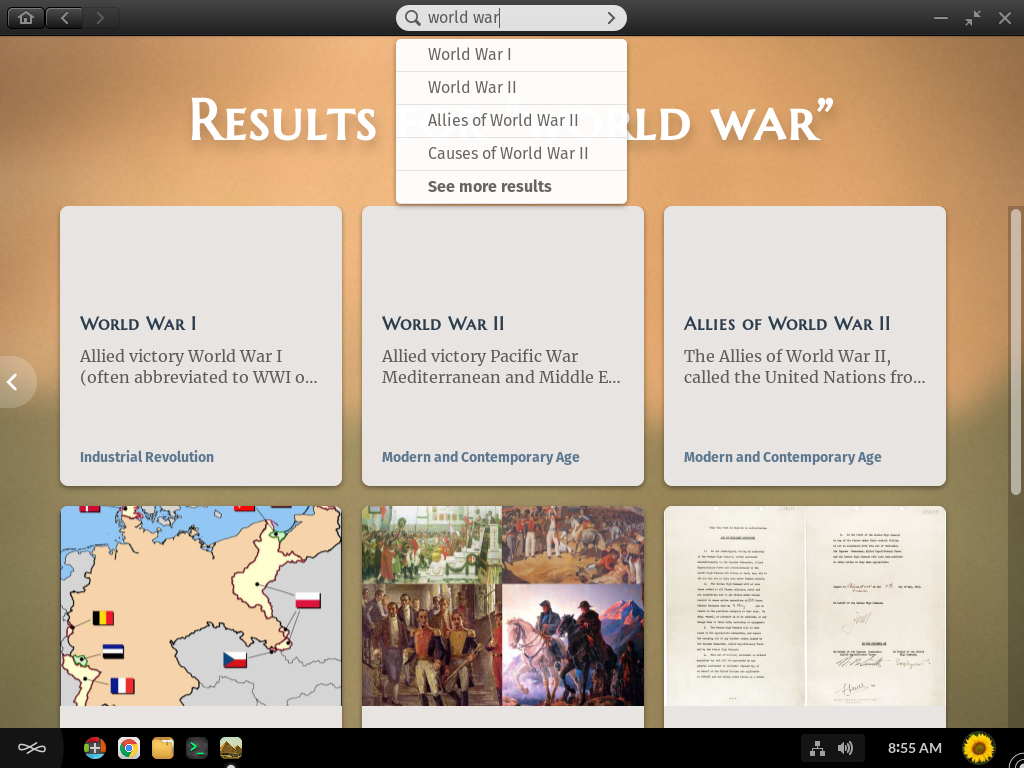 world war
World War I
World War II
Allies of World War II
Causes of World War II
See more results
Results for “world war”
World War I
Allied victory World War I
(often abbreviated to WWI o...
Industrial Revolution
World War II
Allied victory Pacific War
Mediterranean and Middle E...
Modern and Contemporary Age
Allies of World War II
The Allies of World War II,
called the United Nations fro...
Modern and Contemporary Age
8:55 AM